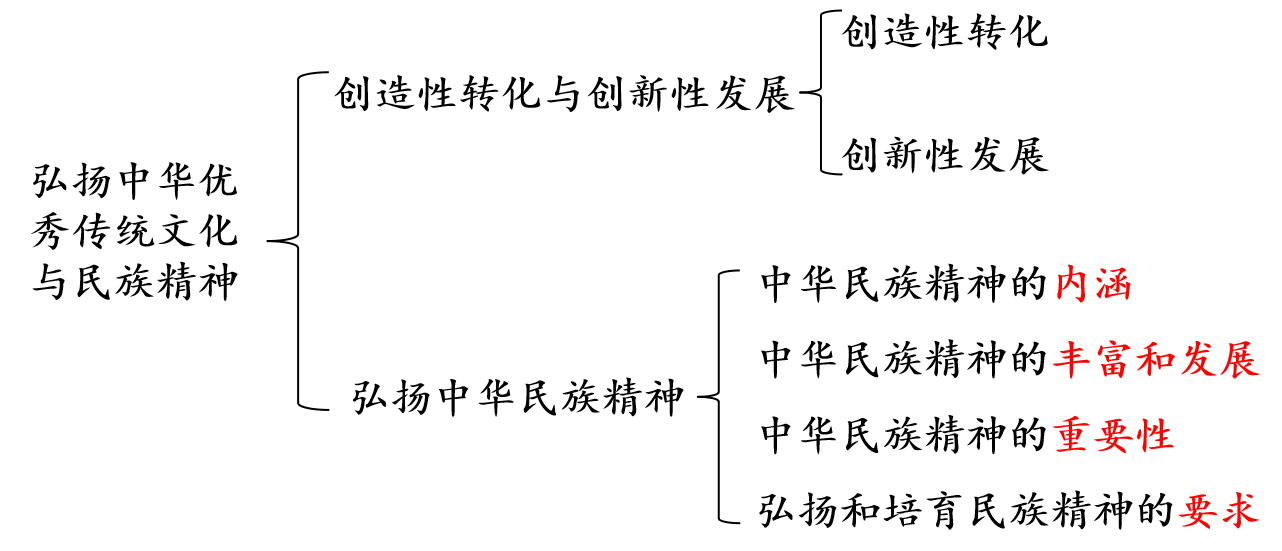 弘扬中华优
秀传统文化
与民族精神
创造性转化与创新性发展
创造性转化
创新性发展
弘扬中华民族精神
中华民族精神的内涵
中华民族精神的丰富和发展
中华民族精神的重要性
弘扬和培育民族精神的要求